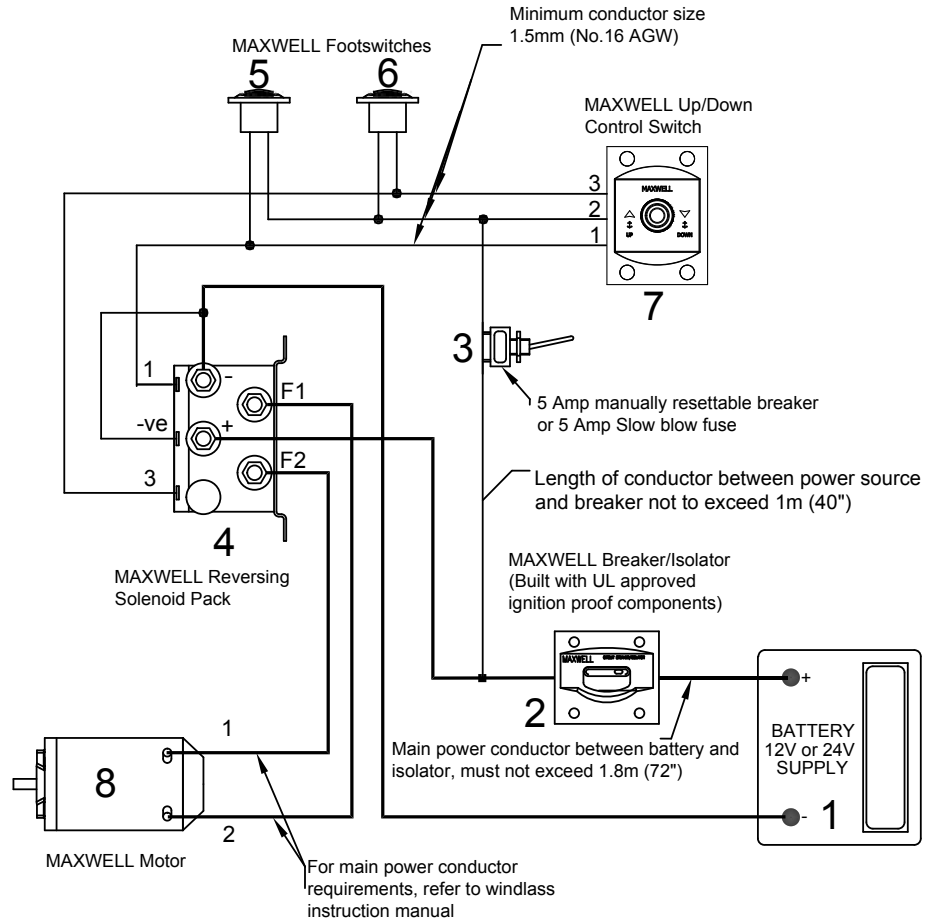 Minimum conductor size
1.5mm (No.16 AGW)
MAXWELL Footswitches
5
6
MAXWELL Up/Down
Control Switch
3
2
1
MAXWELL
UP
DOWN
7
3
5 Amp manually resettable breaker
or 5 Amp Slow blow fuse
1
-
F1
-ve
+
F2
3
4
MAXWELL Reversing
Solenoid Pack
Length of conductor between power source
and breaker not to exceed 1m (40")
MAXWELL Breaker/Isolator
(Built with UL approved
ignition proof components)
MAXWELL
2
Main power conductor between battery and
isolator, must not exceed 1.8m (72")
+
BATTERY
12V or 24V
SUPPLY
-
1
1
8
2
MAXWELL Motor
For main power conductor
requirements, refer to windlass
instruction manual